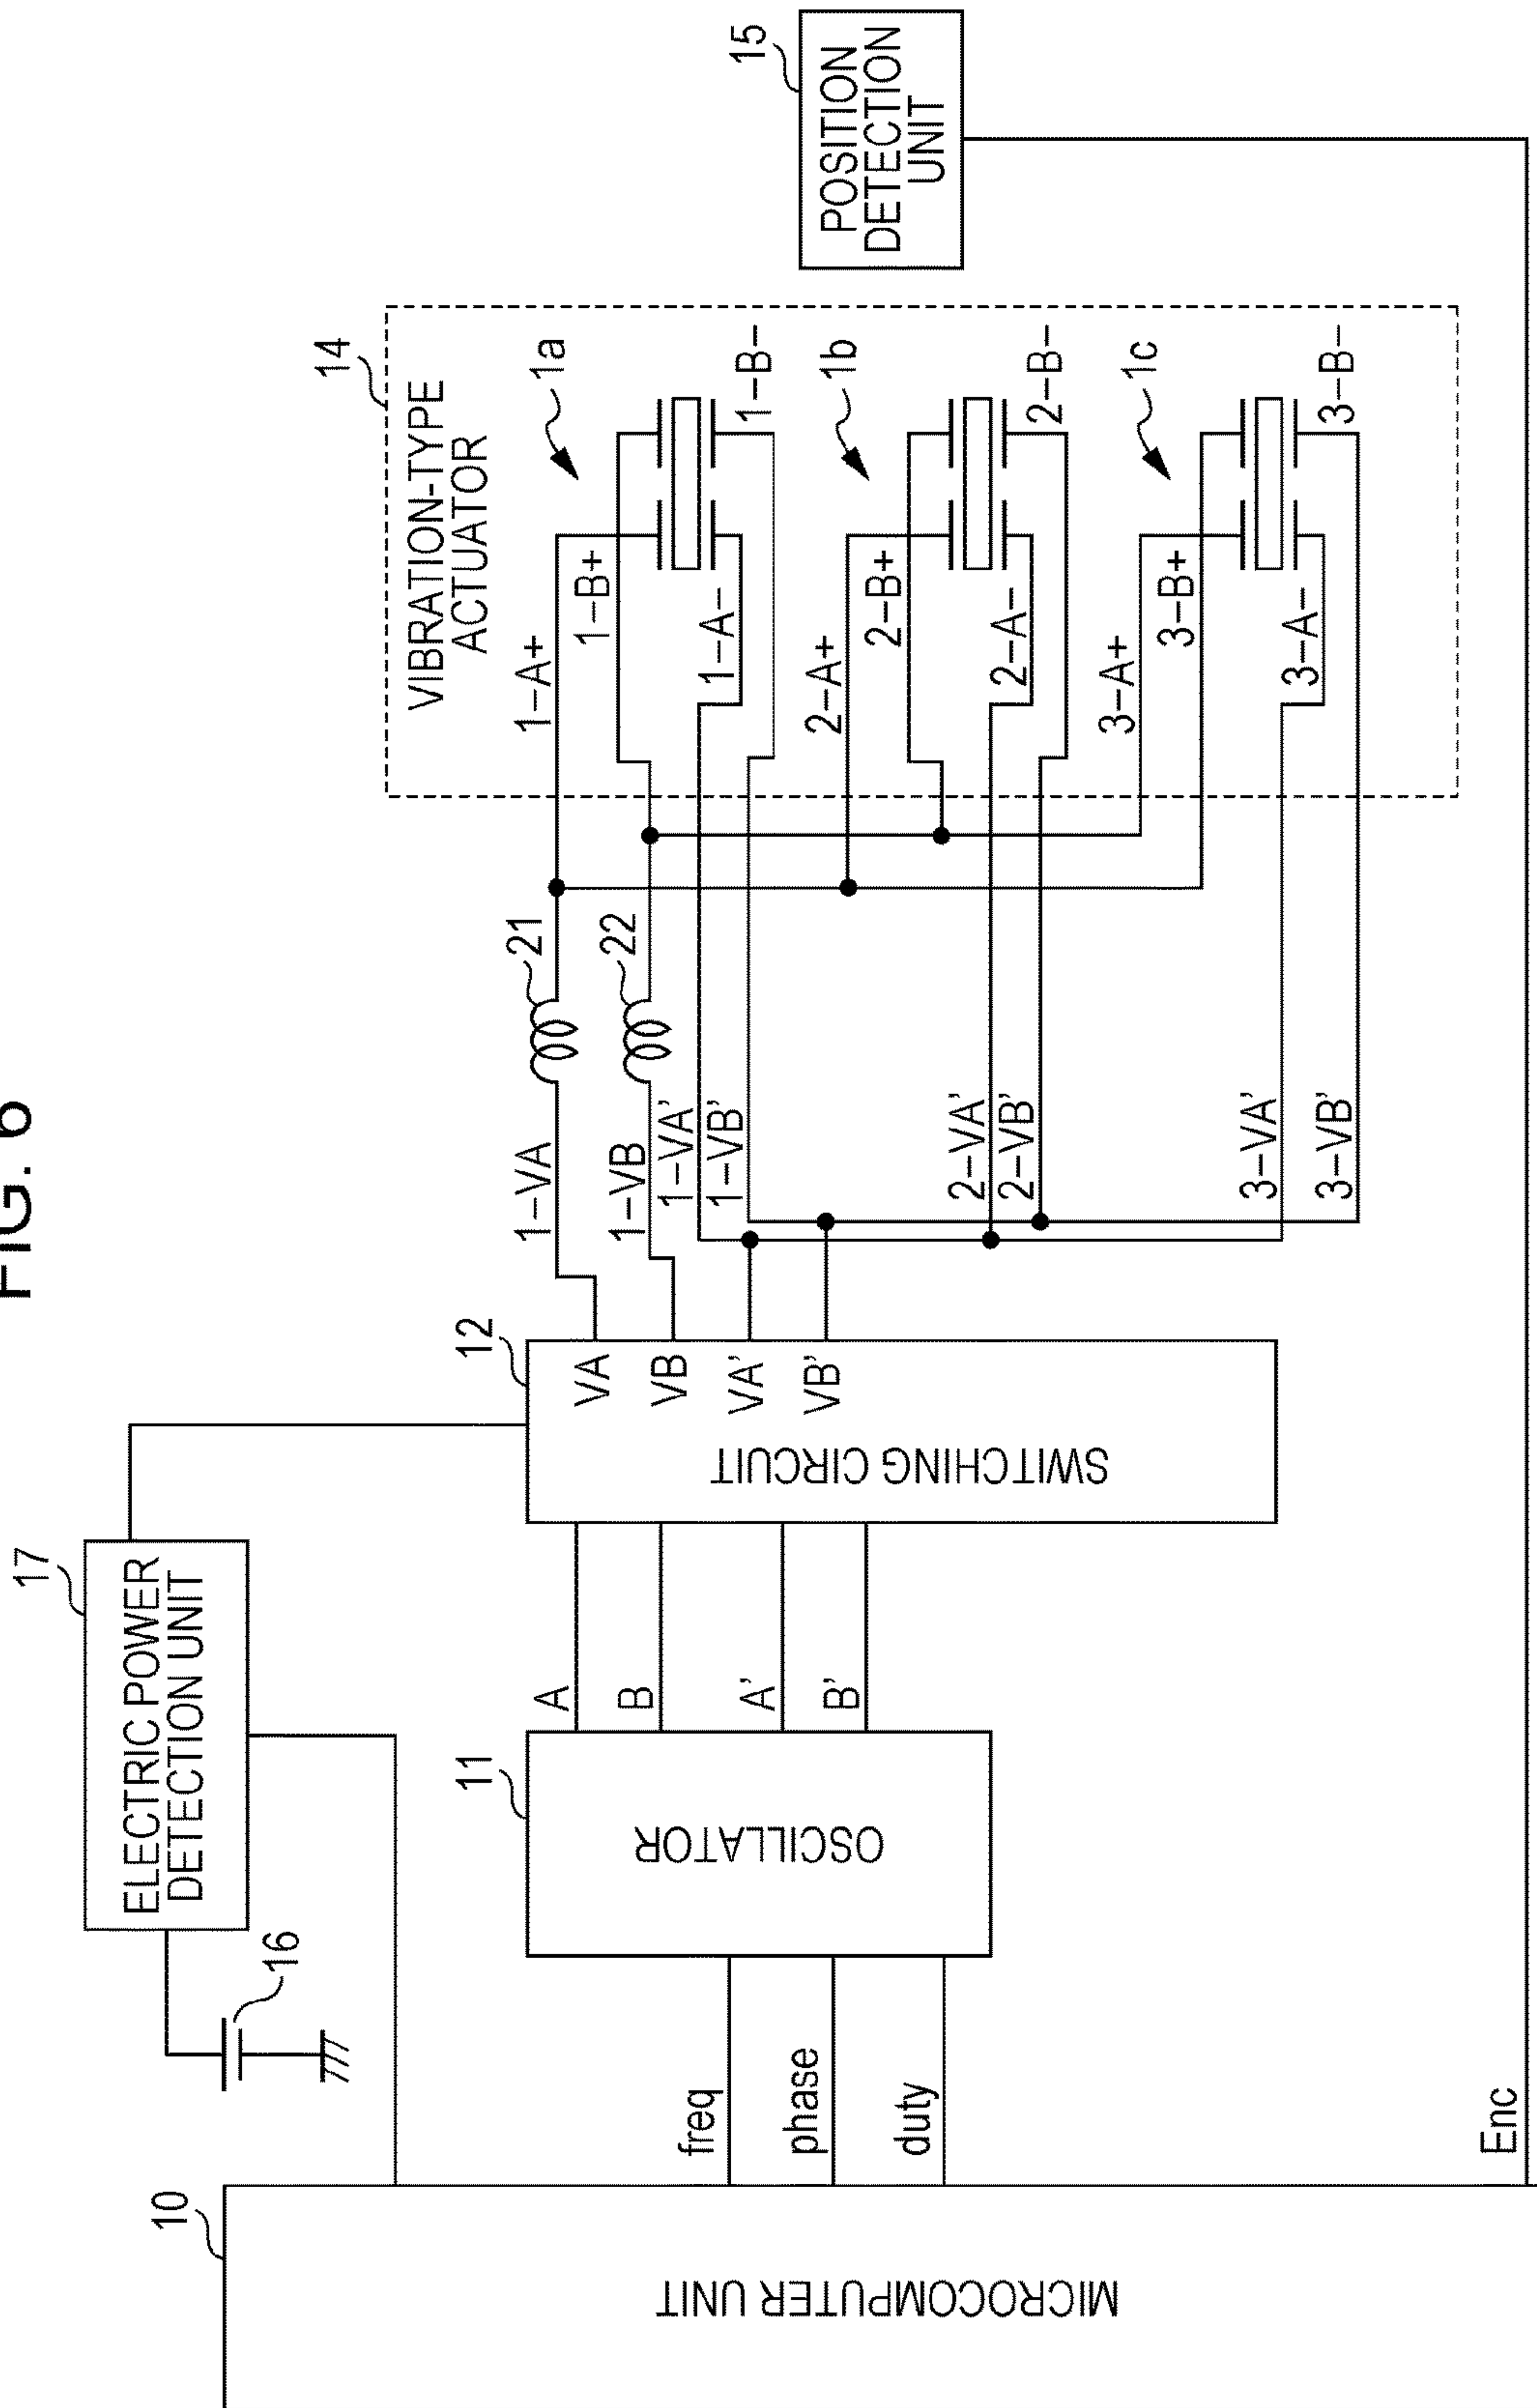 FIG. 6
10
MICROCOMPUTER UNIT
freq
phase
duty
Enc
16
17
ELECTRIC POWER
DETECTION UNIT
11
OSCILLATOR
A
B
A'
B'
12
SWITCHING CIRCUIT
VA
VB
VA'
VB'
1-VA
1-VB
1-VA'
1-VB'
2-VA'
2-VB'
3-VA'
3-VB'
21
22
14
VIBRATION-TYPE
ACTUATOR
1-A+
1-B+
1-A-
1-B-
1a
2-A+
2-B+
2-A-
2-B-
1b
3-A+
3-B+
3-A-
3-B-
1c
15
POSITION
DETECTION
UNIT